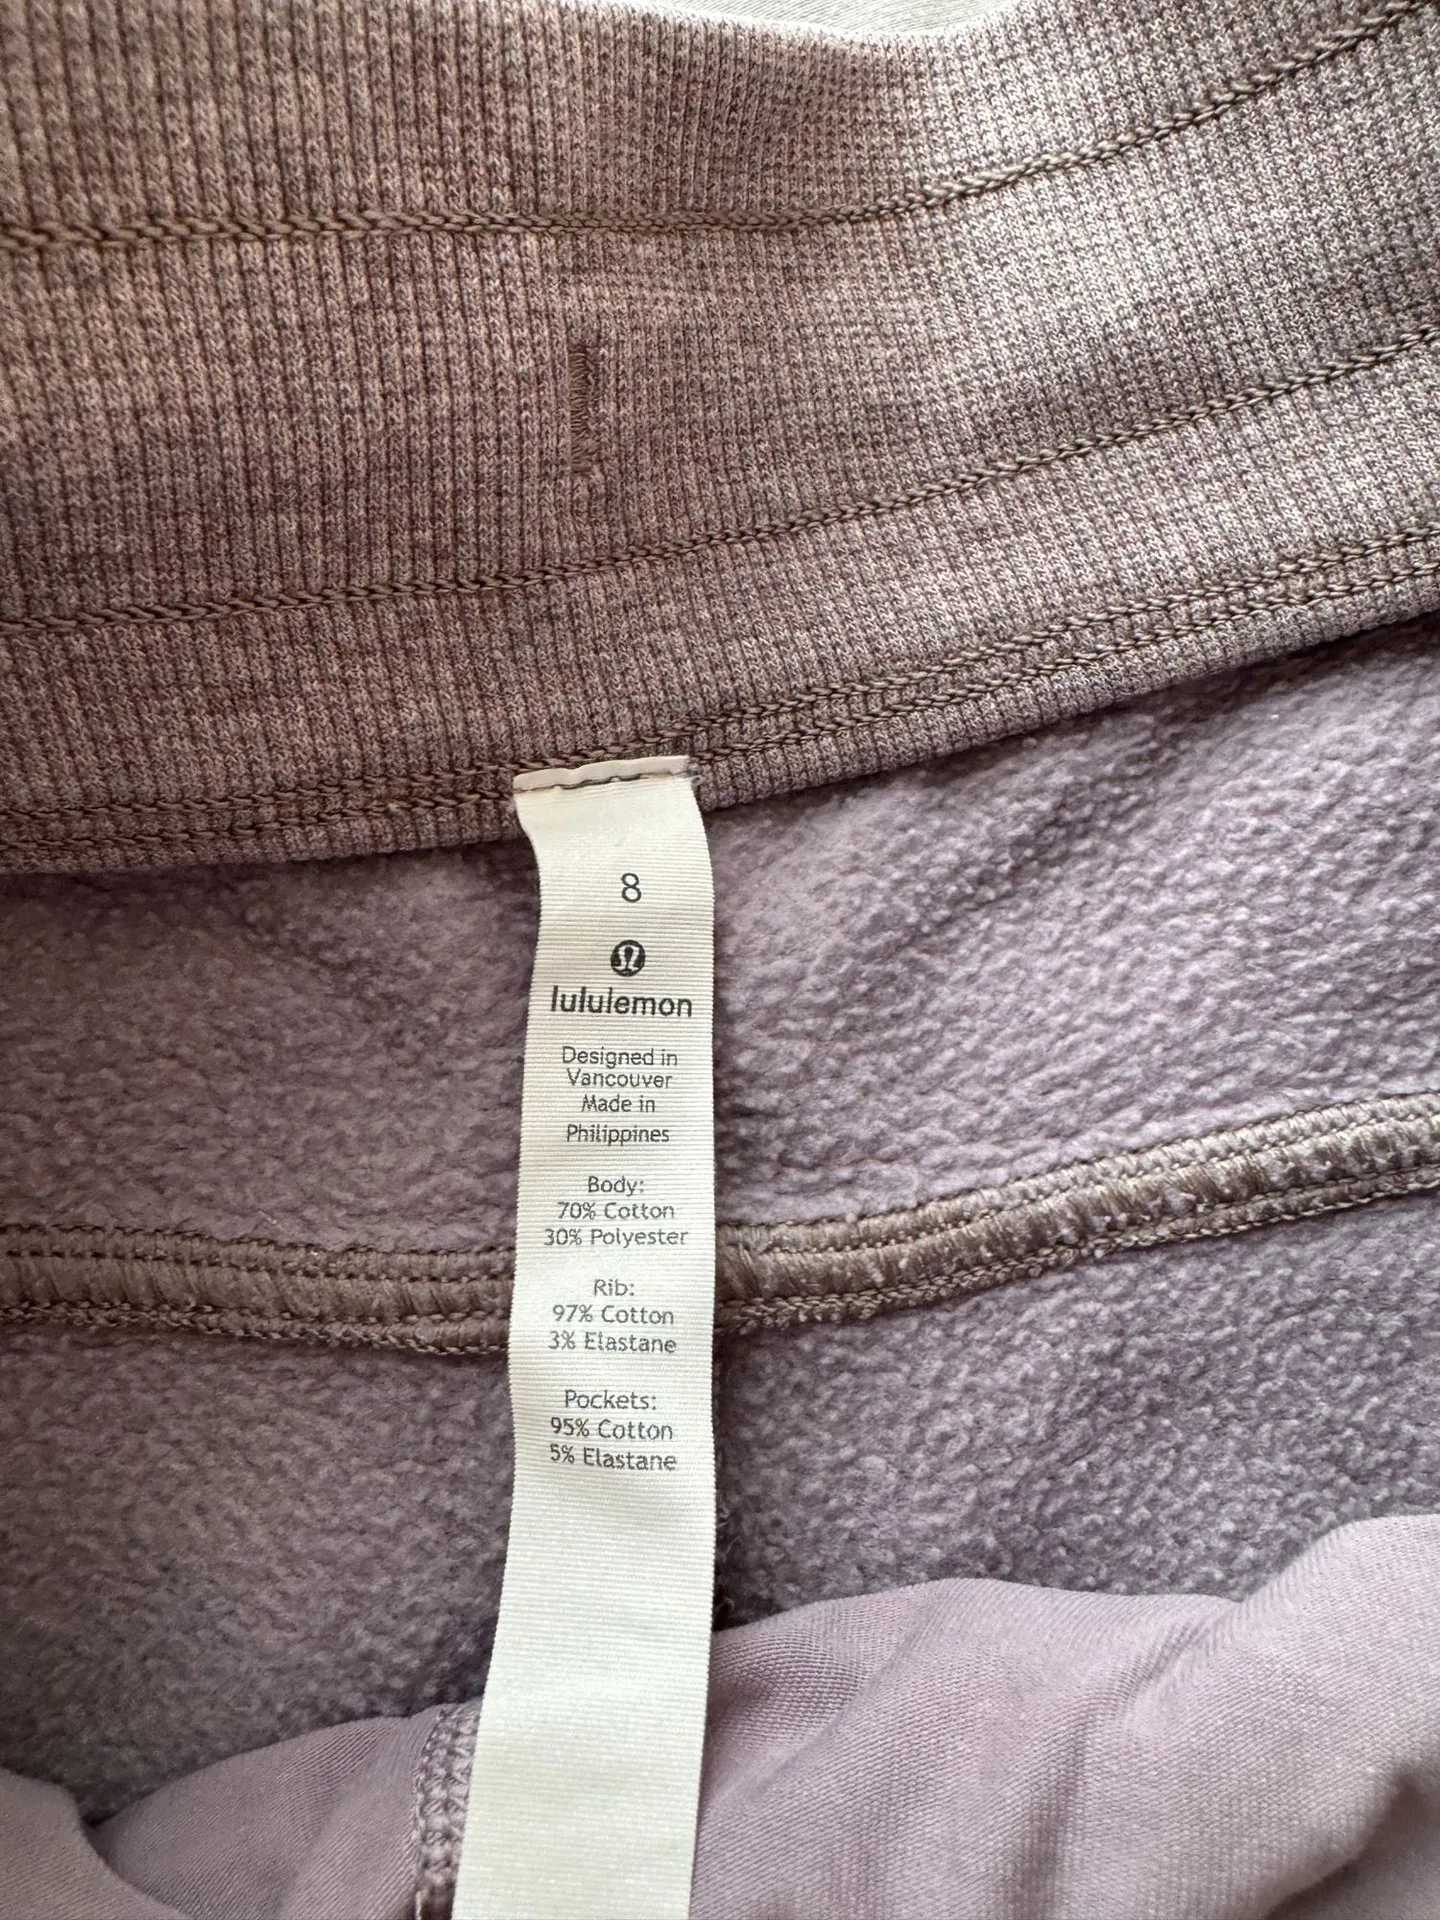 8
lululemon
Designed in
Vancouver
Made in
Philippines
Body:
70% Cotton
30% Polyester
Rib:
97% Cotton
3% Elastane
Pockets:
95% Cotton
5% Elastane